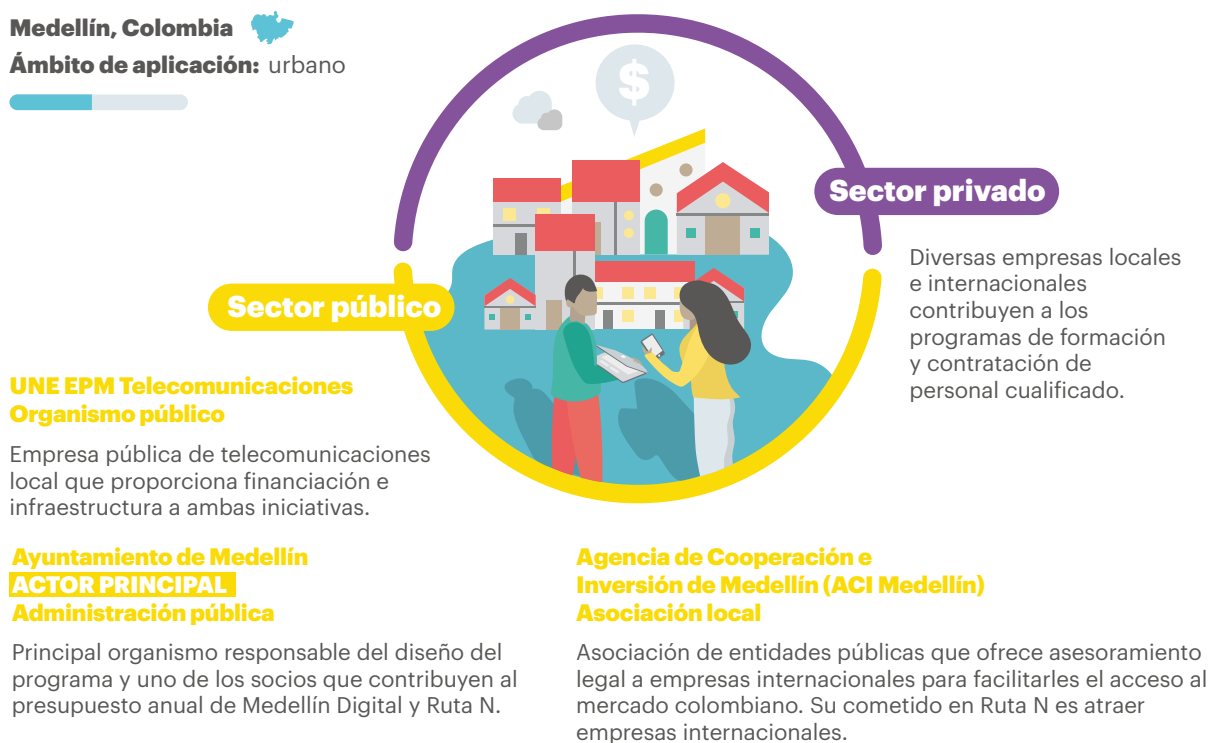 Medellín, Colombia
Ámbito de aplicación: urbano
$
Sector privado
Diversas empresas locales
e internacionales
contribuyen a los
programas de formación
y contratación de
personal cualificado.
Sector público
UNE EPM Telecomunicaciones
Organismo público
Empresa pública de telecomunicaciones
local que proporciona financiación e
infraestructura a ambas iniciativas.
Ayuntamiento de Medellín
ACTOR PRINCIPAL
Administración pública
Principal organismo responsable del diseño del
programa y uno de los socios que contribuyen al
presupuesto anual de Medellín Digital y Ruta N.
Agencia de Cooperación e
Inversión de Medellín (ACI Medellín)
Asociación local
Asociación de entidades públicas que ofrece asesoramiento
legal a empresas internacionales para facilitarles el acceso al
mercado colombiano. Su cometido en Ruta N es atraer
empresas internacionales.